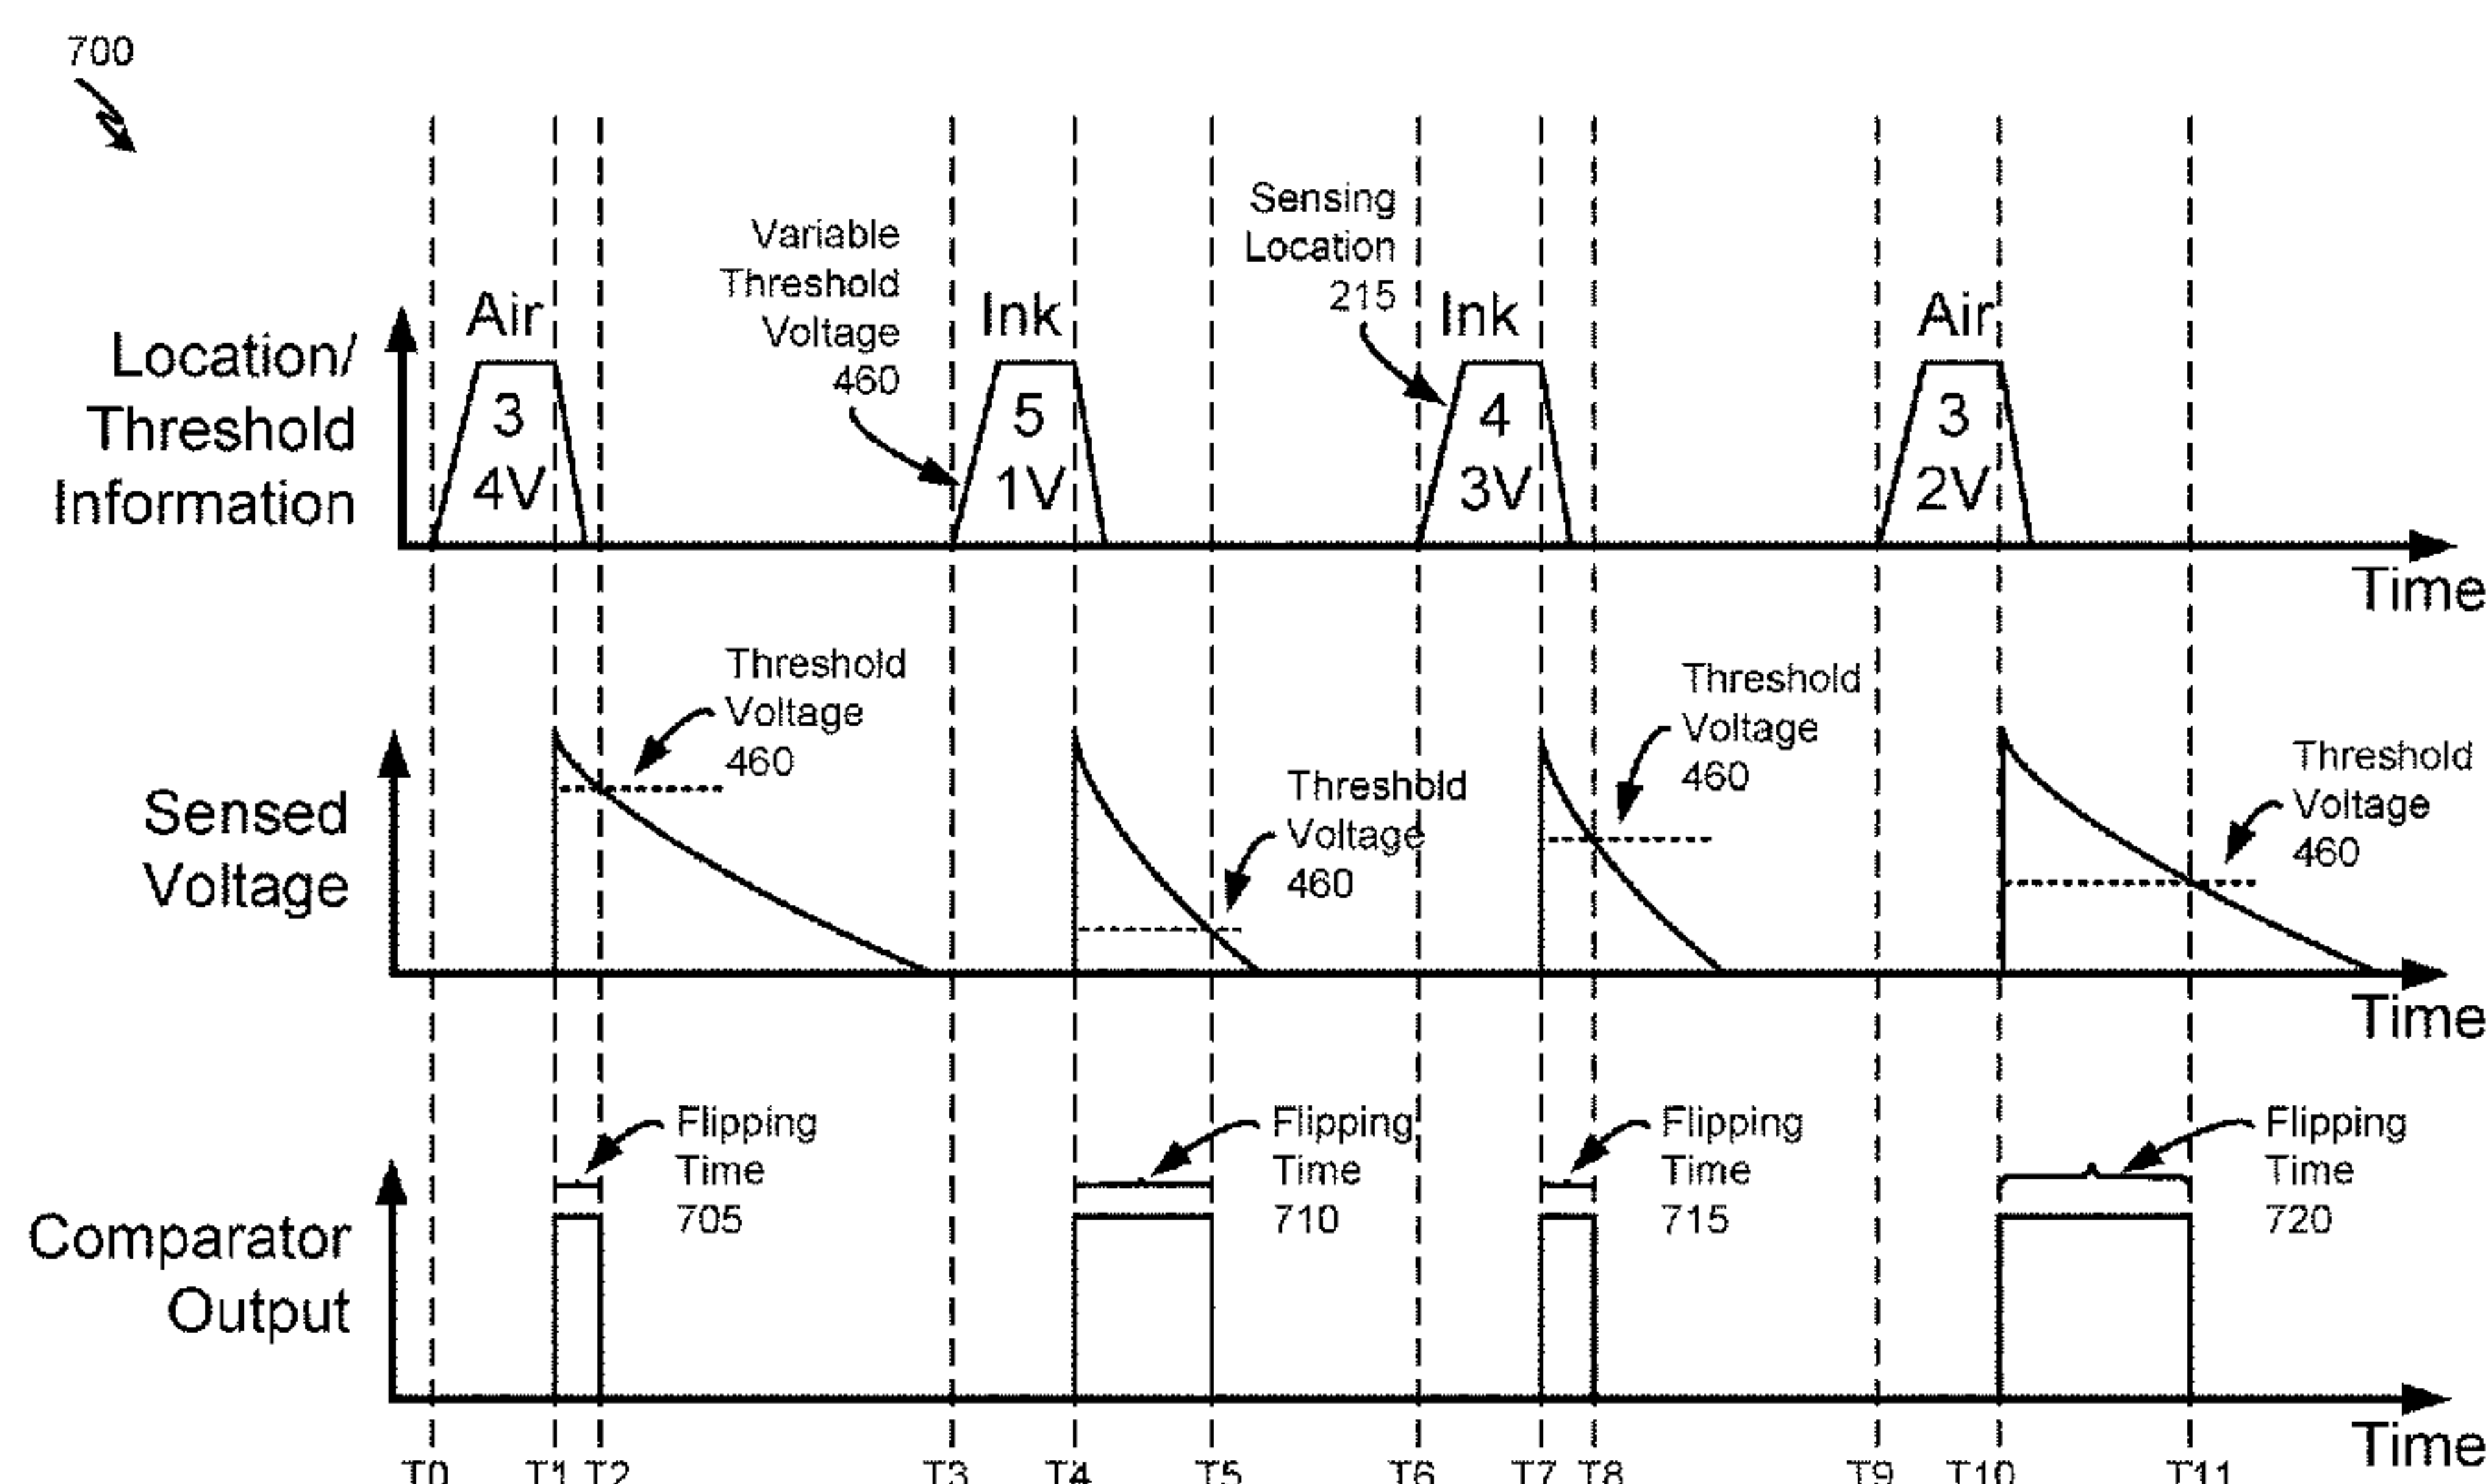 700
Variable
Threshold
Voltage
460
Sensing
Location
215
Air
Ink
Ink
Air
Location/
Threshold
Information
3
4V
5
1V
4
3V
3
2V
Time
Threshold
Voltage
460
Threshold
Voltage
460
Threshold
Voltage
460
Threshold
Voltage
460
Sensed
Voltage
Time
Flipping
Time
705
Flipping
Time
710
Flipping
Time
715
Flipping
Time
720
Comparator
Output
Time
T0 T1 T2 T3 T4 T5 T6 T7 T8 T9 T10 T11